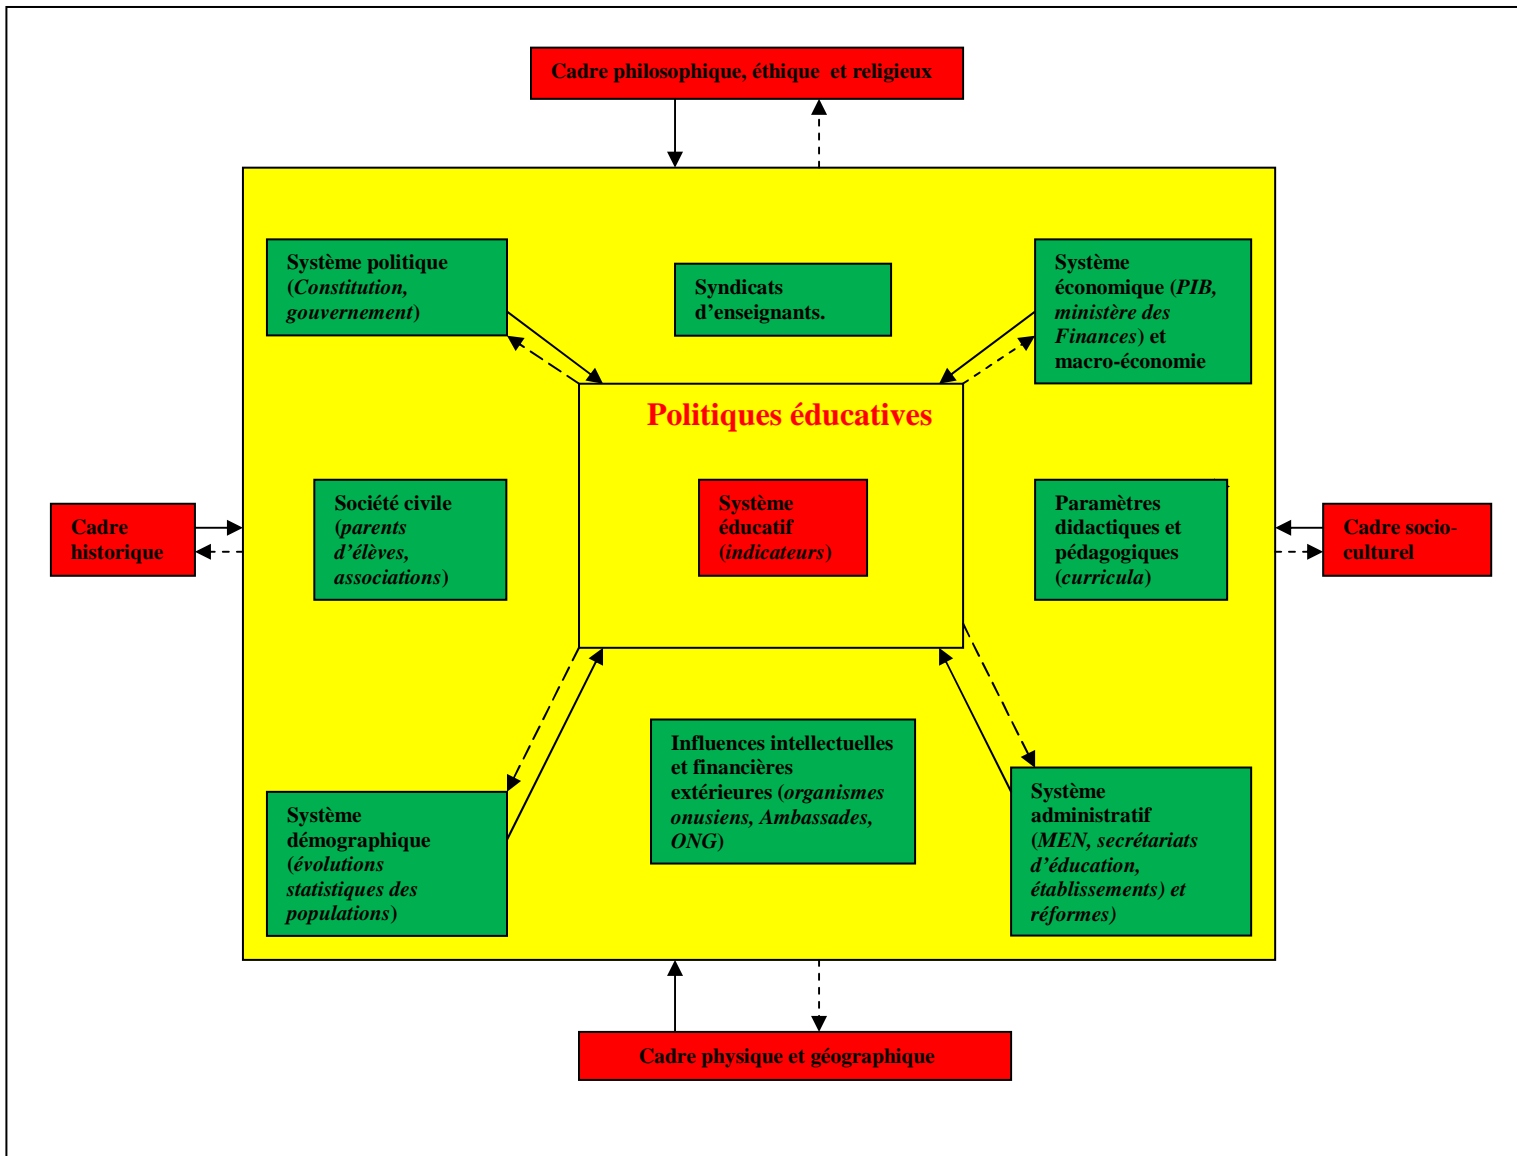 Cadre philosophique, éthique  et religieux
Système politique
(Constitution,
gouvernement)
Syndicats
d’enseignants.
Système
économique (PIB,
ministère des
Finances) et
macro-économie
Politiques éducatives
Cadre
historique
Société civile
(parents
d’élèves,
associations)
Système
éducatif
(indicateurs)
Paramètres
didactiques et
pédagogiques
(curricula)
Cadre socio-
culturel
Système
démographique
(évolutions
statistiques des
populations)
Influences intellectuelles
et financières
extérieures (organismes
onusiens, Ambassades,
ONG)
Système
administratif
(MEN, secrétariats
d’éducation,
établissements) et
réformes)
Cadre physique et géographique